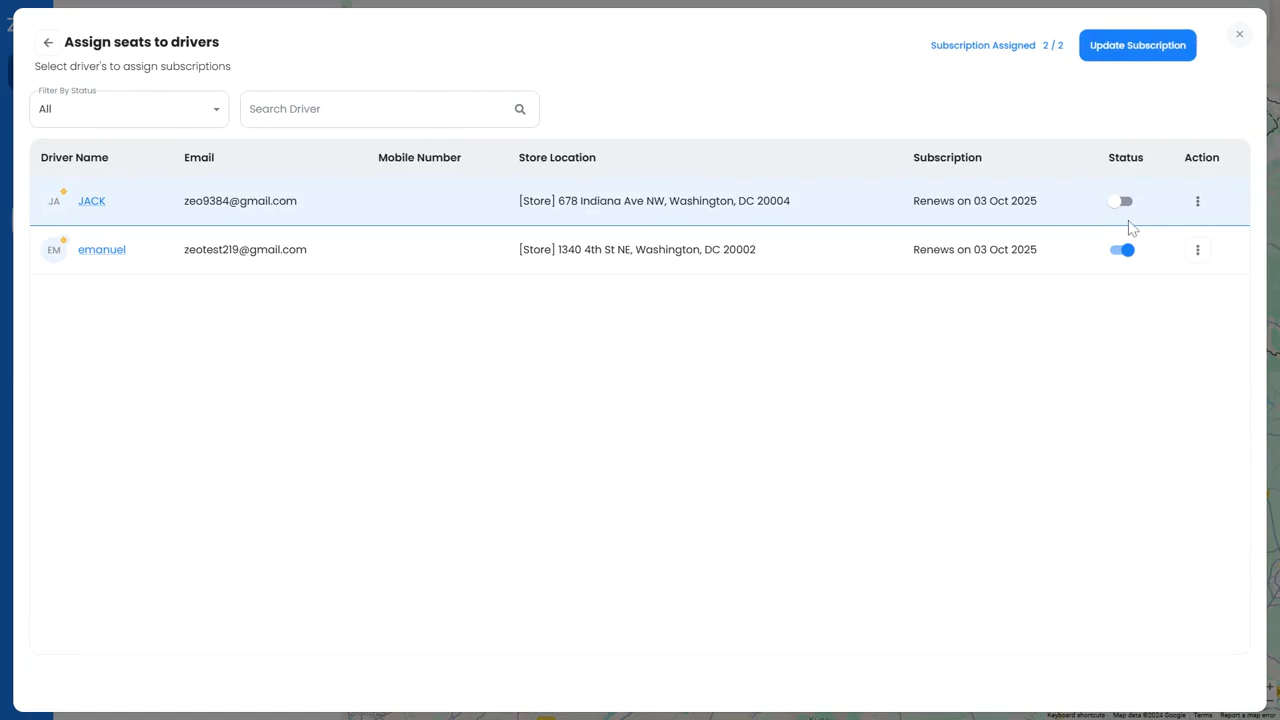 Assign seats to drivers
Subscription Assigned 2 / 2
Update Subscription
Select driver's to assign subscriptions
Filter By Status
All
Search Driver
Driver Name Email Mobile Number Store Location Subscription Status Action
JA JACK zeo9384@gmail.com [Store] 678 Indiana Ave NW, Washington, DC 20004 Renews on 03 Oct 2025
EM emanuel zeotest219@gmail.com [Store] 1340 4th St NE, Washington, DC 20002 Renews on 03 Oct 2025
Keyboard shortcuts Map data ©2024 Google Terms Report a map error